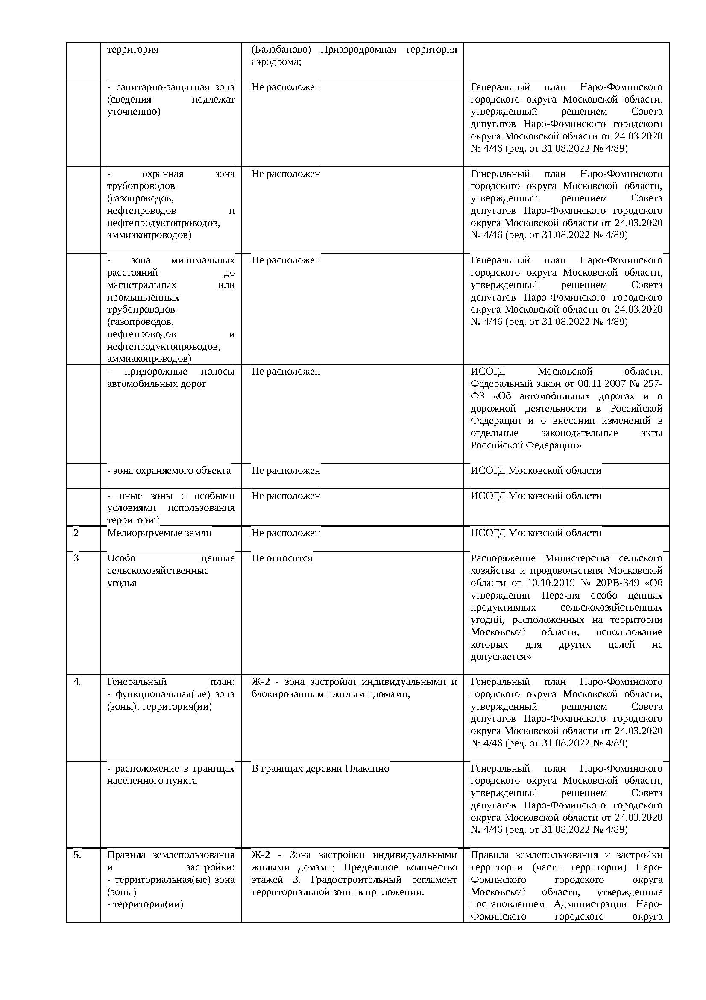 территория
(Балабаново) Приаэродромная территория
аэродрома;
- санитарно-защитная зона
(сведения подлежат
уточнению)
Не расположен
Генеральный план Наро-Фоминского
городского округа Московской области,
утвержденный решением Совета
депутатов Наро-Фоминского городского
округа Московской области от 24.03.2020
№ 4/46 (ред. от 31.08.2022 № 4/89)
- охранная зона
трубопроводов
(газопроводов,
нефтепроводов и
нефтепродуктопроводов,
аммиакопроводов)
Не расположен
Генеральный план Наро-Фоминского
городского округа Московской области,
утвержденный решением Совета
депутатов Наро-Фоминского городского
округа Московской области от 24.03.2020
№ 4/46 (ред. от 31.08.2022 № 4/89)
- зона минимальных
расстояний до
магистральных или
промышленных
трубопроводов
(газопроводов,
нефтепроводов и
нефтепродуктопроводов,
аммиакопроводов)
Не расположен
Генеральный план Наро-Фоминского
городского округа Московской области,
утвержденный решением Совета
депутатов Наро-Фоминского городского
округа Московской области от 24.03.2020
№ 4/46 (ред. от 31.08.2022 № 4/89)
- придорожные полосы
автомобильных дорог
Не расположен
ИСОГД Московской области,
Федеральный закон от 08.11.2007 № 257-
ФЗ «Об автомобильных дорогах и о
дорожной деятельности в Российской
Федерации и о внесении изменений в
отдельные законодательные акты
Российской Федерации»
- зона охраняемого объекта
Не расположен
ИСОГД Московской области
- иные зоны с особыми
условиями использования
территорий
Не расположен
ИСОГД Московской области
2
Мелиорируемые земли
Не расположен
ИСОГД Московской области
3
Особо ценные
сельскохозяйственные
угодья
Не относится
Распоряжение Министерства сельского
хозяйства и продовольствия Московской
области от 10.10.2019 № 20РВ-349 «Об
утверждении Перечня особо ценных
продуктивных сельскохозяйственных
угодий, расположенных на территории
Московской области, использование
которых для других целей не
допускается»
4.
Генеральный план:
- функциональная(ые) зона
(зоны), территория(ии)
Ж-2 - зона застройки индивидуальными и
блокированными жилыми домами;
Генеральный план Наро-Фоминского
городского округа Московской области,
утвержденный решением Совета
депутатов Наро-Фоминского городского
округа Московской области от 24.03.2020
№ 4/46 (ред. от 31.08.2022 № 4/89)
- расположение в границах
населенного пункта
В границах деревни Плаксино
Генеральный план Наро-Фоминского
городского округа Московской области,
утвержденный решением Совета
депутатов Наро-Фоминского городского
округа Московской области от 24.03.2020
№ 4/46 (ред. от 31.08.2022 № 4/89)
5.
Правила землепользования
и застройки:
- территориальная(ые) зона
(зоны)
- территория(ии)
Ж-2 - Зона застройки индивидуальными
жилыми домами; Предельное количество
этажей 3. Градостроительный регламент
территориальной зоны в приложении.
Правила землепользования и застройки
территории (части территории) Наро-
Фоминского городского округа
Московской области, утвержденные
постановлением Администрации Наро-
Фоминского городского округа